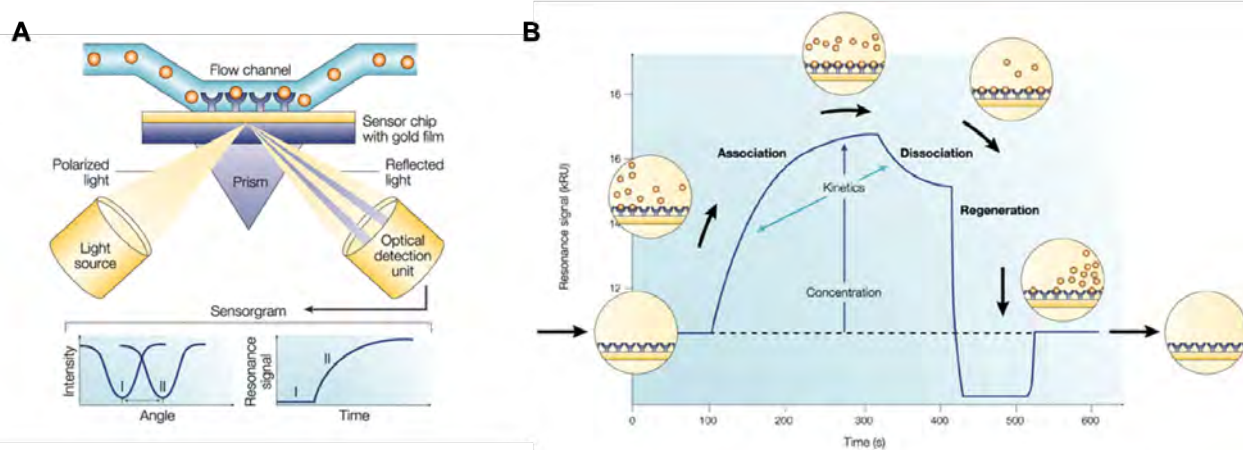 A
Flow channel
Sensor chip
with gold film
Polarized
light
Reflected
light
Prism
Light
source
Optical
detection
unit
Sensorgram
Intensity
I
II
Angle
Resonance
signal
I
II
Time
B
Resonance signal (kRU)
16
16
14
12
Association
Dissociation
Kinetics
Regeneration
Concentration
0
100
200
300
400
500
600
Time (s)